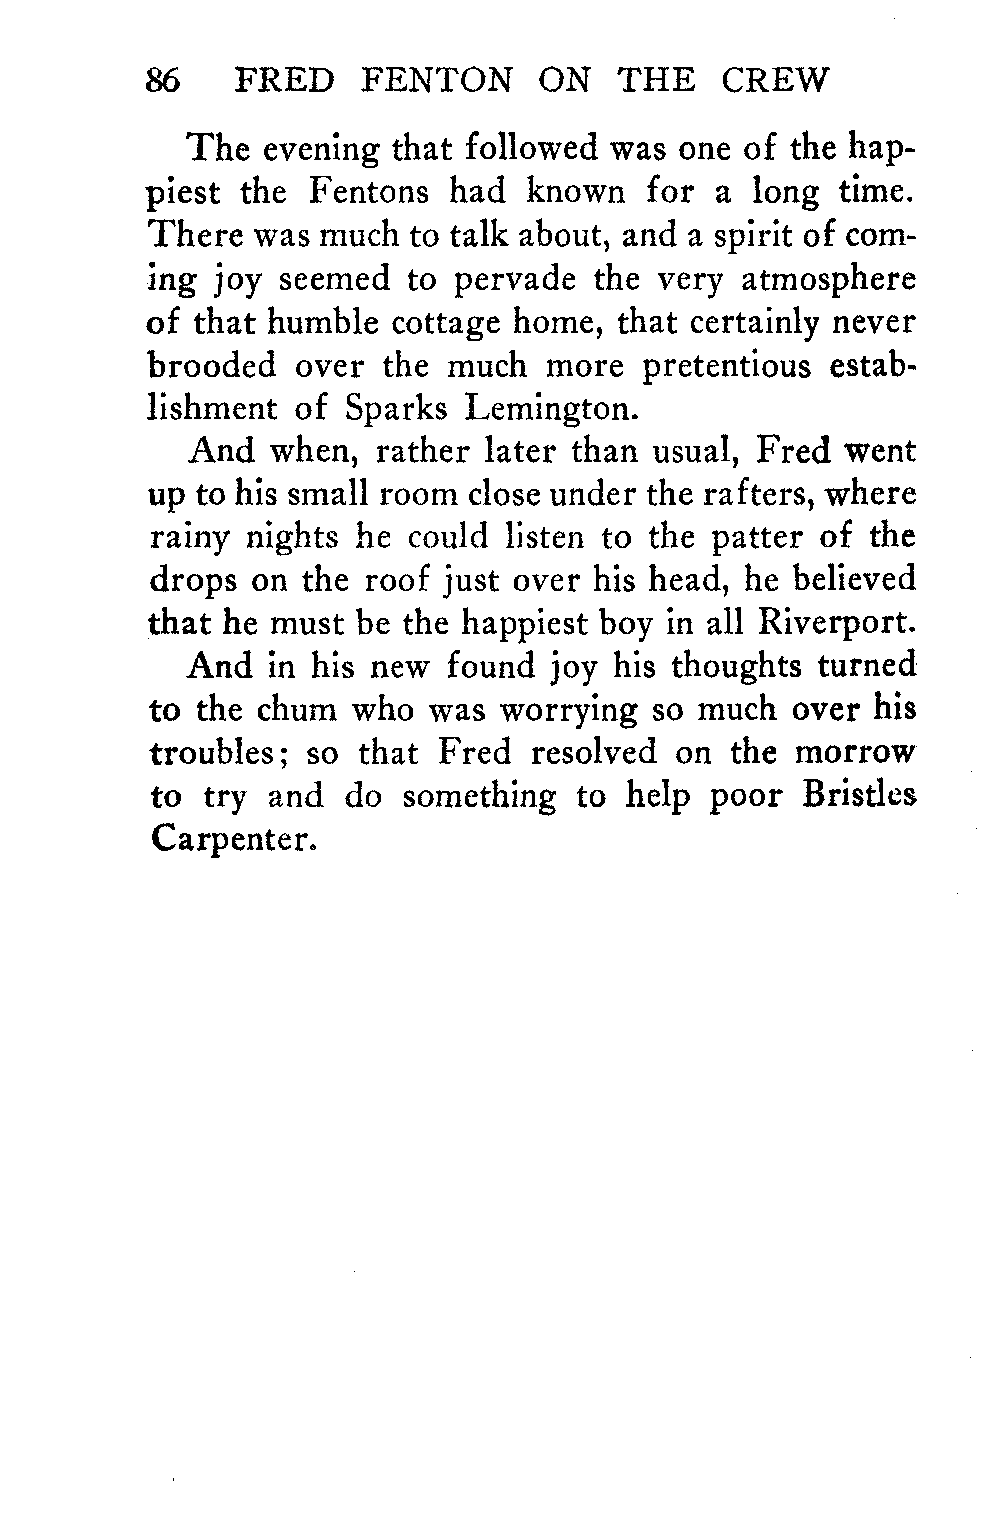 86 FRED FENTON ON THE CREW
The evening that followed was one of the hap-
piest the Fentons had known for a long time.
There was much to talk about, and a spirit of com-
ing joy seemed to pervade the very atmosphere
of that humble cottage home, that certainly never
brooded over the much more pretentious estab-
lishment of Sparks Lemington.
And when, rather later than usual, Fred went
up to his small room close under the rafters, where
rainy nights he could listen to the patter of the
drops on the roof just over his head, he believed
that he must be the happiest boy in all Riverport.
And in his new found joy his thoughts turned
to the chum who was worrying so much over his
troubles; so that Fred resolved on the morrow
to try and do something to help poor Bristles
Carpenter.